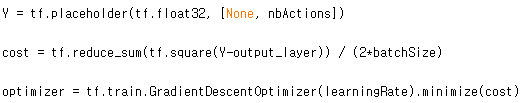 Y = tf.placeholder(tf.float32, [None, nbActions])
cost = tf.reduce_sum(tf.square(Y-output_layer)) / (2*batchSize)
optimizer = tf.train.GradientDescentOptimizer(learningRate).minimize(cost)